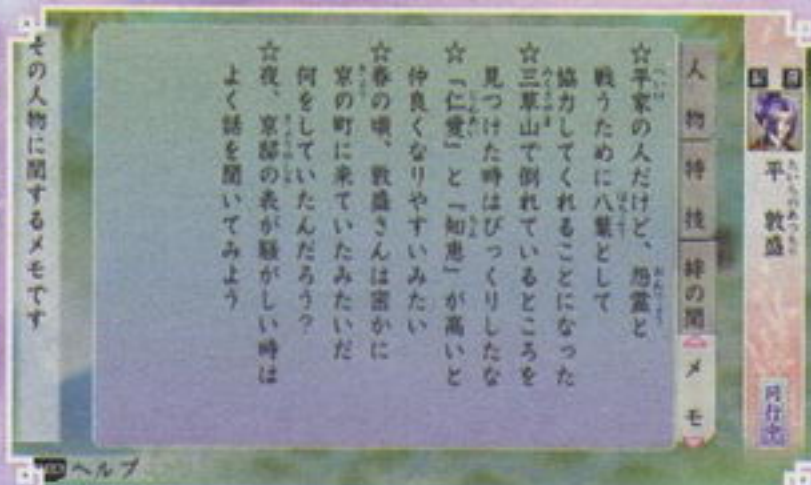 平 敦盛
同行中
人物
特技
絆の関
メモ
☆平家の人だけど、怨霊と
戦うために八葉として
協力してくれることになった
☆三草山で倒れているところを
見つけた時はびっくりしたな
☆『仁愛』と『知恵』が高いと
仲良くなりやすいみたい
☆春の頃、敦盛さんは密かに
京の町に来ていたみたいだ
何をしていたんだろう？
☆夜、京邸の表が騒がしい時は
よく話を聞いてみよう
その人物に関するメモです
ヘルプ